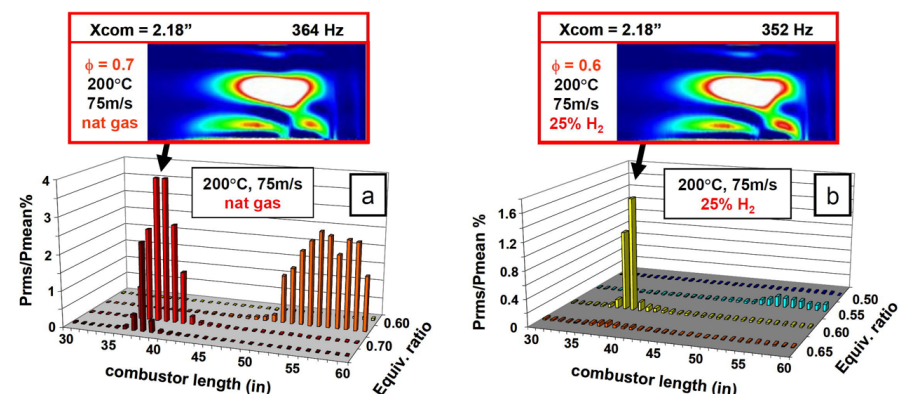 Xcom = 2.18” 364 Hz
ϕ = 0.7
200°C
75m/s
nat gas
200°C, 75m/s
nat gas
a
Prms/Pmean %
4
3
2
1
0
30
35
40
45
50
55
60
combustor length (in)
0.60
0.70
Equiv. ratio
Xcom = 2.18” 352 Hz
ϕ = 0.6
200°C
75m/s
25% H₂
200°C, 75m/s
25% H₂
b
Prms/Pmean %
1.6
1.2
0.8
0.4
0
30
35
40
45
50
55
60
combustor length (in)
0.50
0.55
0.60
0.65
Equiv. ratio